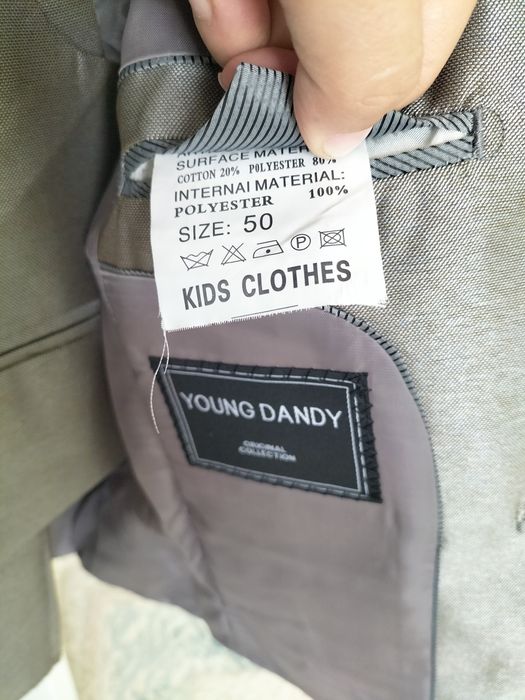 SURFACE MATER
COTTON 20% POLYESTER 80%
INTERNAI MATERIAL:
POLYESTER 100%
SIZE: 50
P
KIDS CLOTHES
YOUNG DANDY
ORIGINAL
COLLECTION